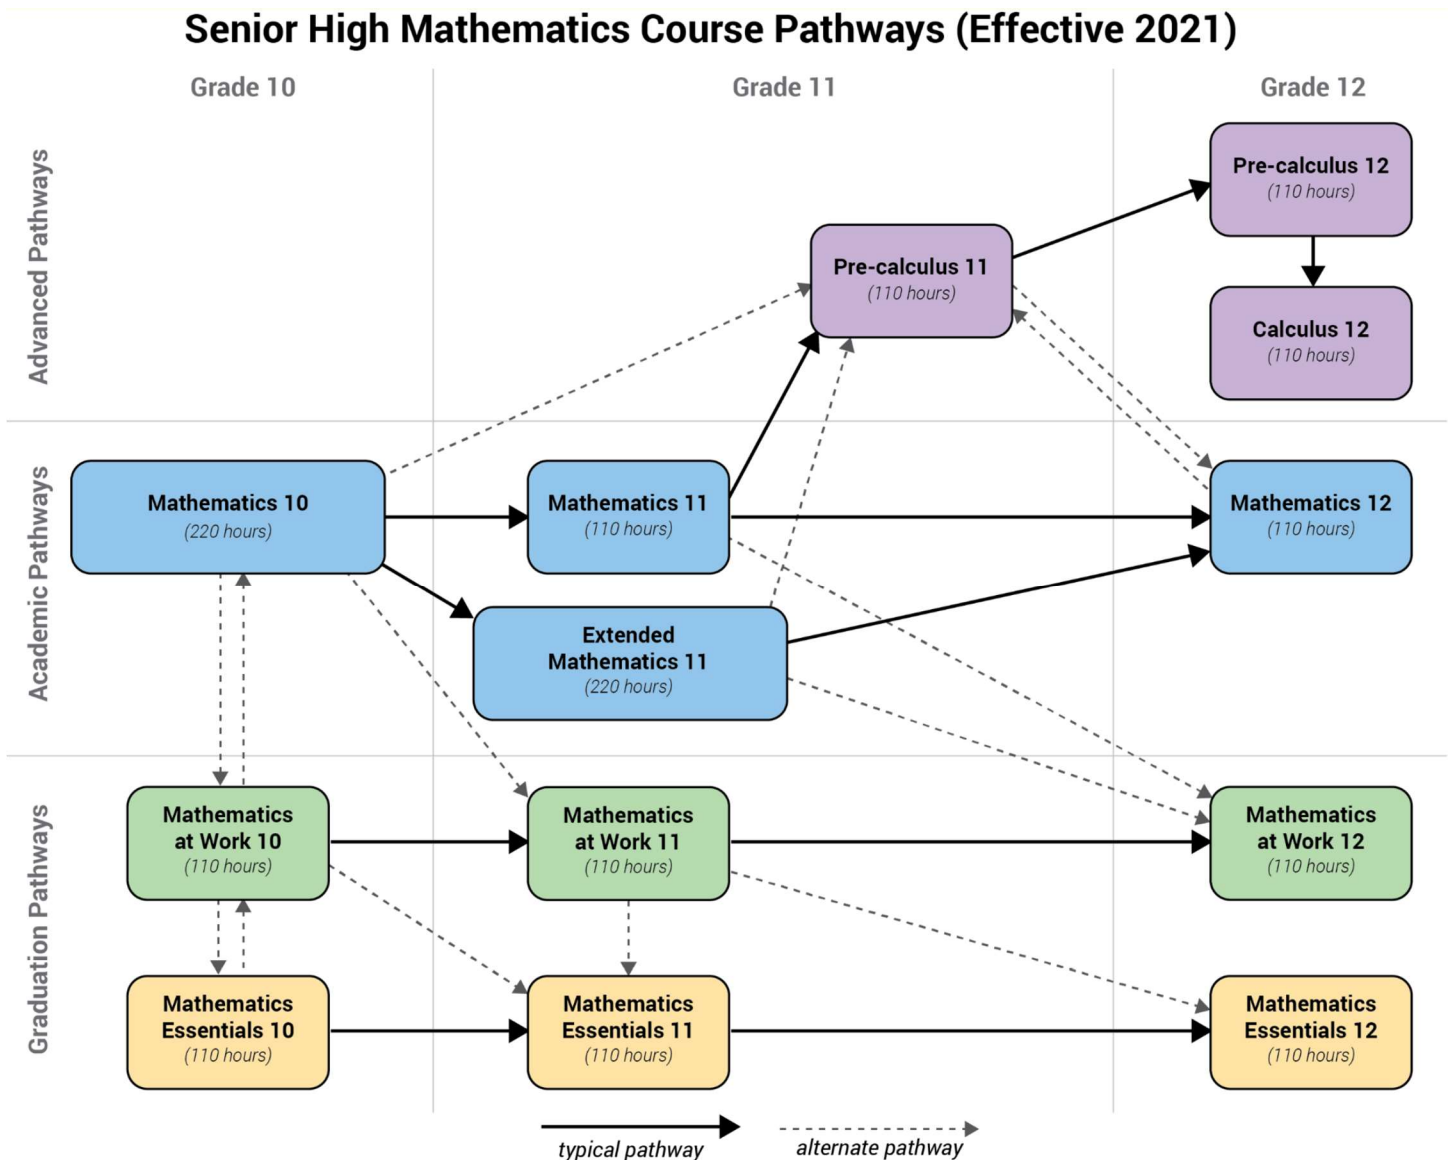 Senior High Mathematics Course Pathways (Effective 2021)
Grade 10
Grade 11
Grade 12
Advanced Pathways
Pre-calculus 12
(110 hours)
Pre-calculus 11
(110 hours)
Calculus 12
(110 hours)
Academic Pathways
Mathematics 10
(220 hours)
Mathematics 11
(110 hours)
Mathematics 12
(110 hours)
Extended
Mathematics 11
(220 hours)
Graduation Pathways
Mathematics
at Work 10
(110 hours)
Mathematics
at Work 11
(110 hours)
Mathematics
at Work 12
(110 hours)
Mathematics
Essentials 10
(110 hours)
Mathematics
Essentials 11
(110 hours)
Mathematics
Essentials 12
(110 hours)
typical pathway
alternate pathway